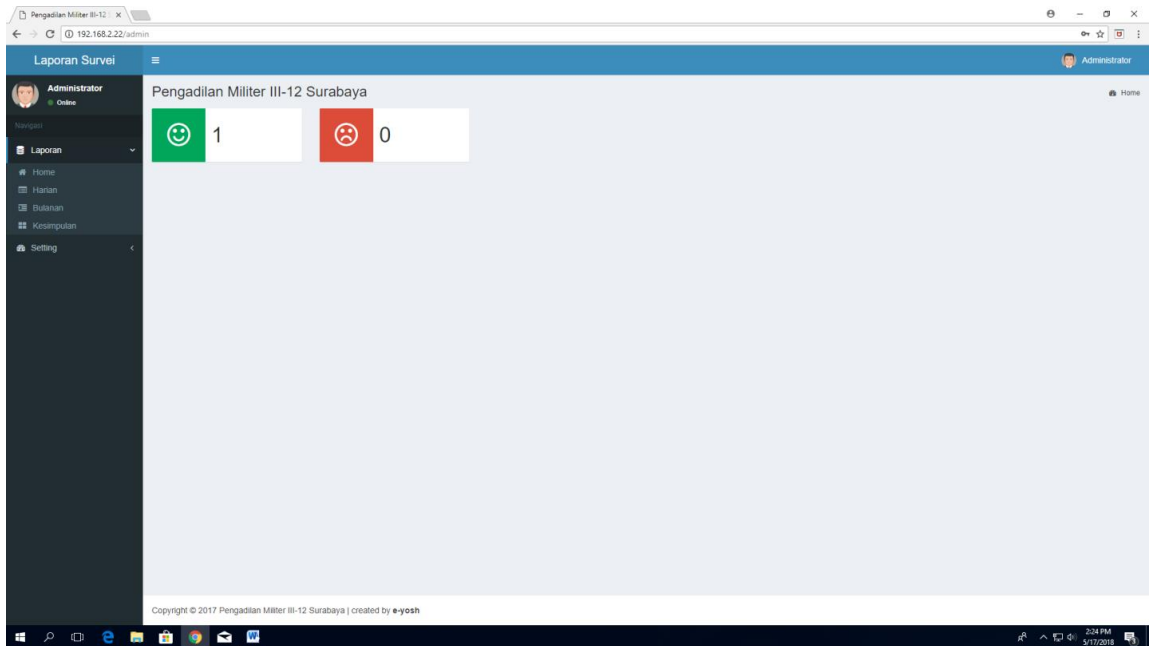 Pengadilan Militer III-12
192.168.2.22/admin
Laporan Survei
Administrator
Administrator
Online
Pengadilan Militer III-12 Surabaya
Home
Navigasi
1
0
Laporan
Home
Harian
Bulanan
Kesimpulan
Setting
Copyright © 2017 Pengadilan Militer III-12 Surabaya | created by e-yosh
2:24 PM
5/17/2018